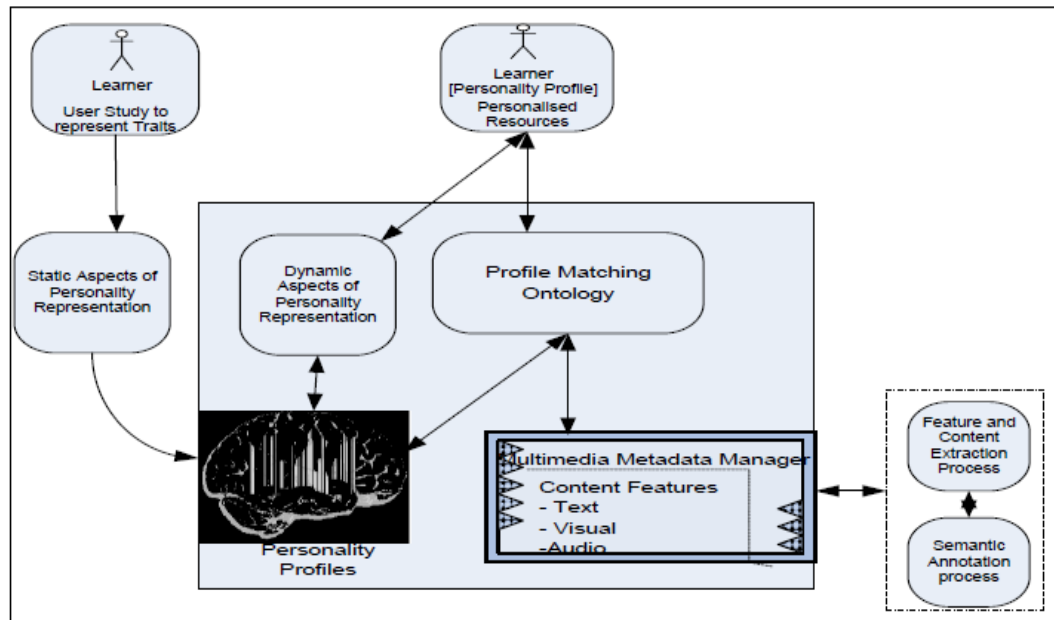 Learner
User Study to
represent Traits
Learner
[Personality Profile]
Personalised
Resources
Static Aspects of
Personality
Representation
Dynamic
Aspects of
Personality
Representation
Profile Matching
Ontology
Personality
Profiles
Multimedia Metadata Manager
Content Features
- Text
- Visual
-Audio
Feature and
Content
Extraction
Process
Semantic
Annotation
process